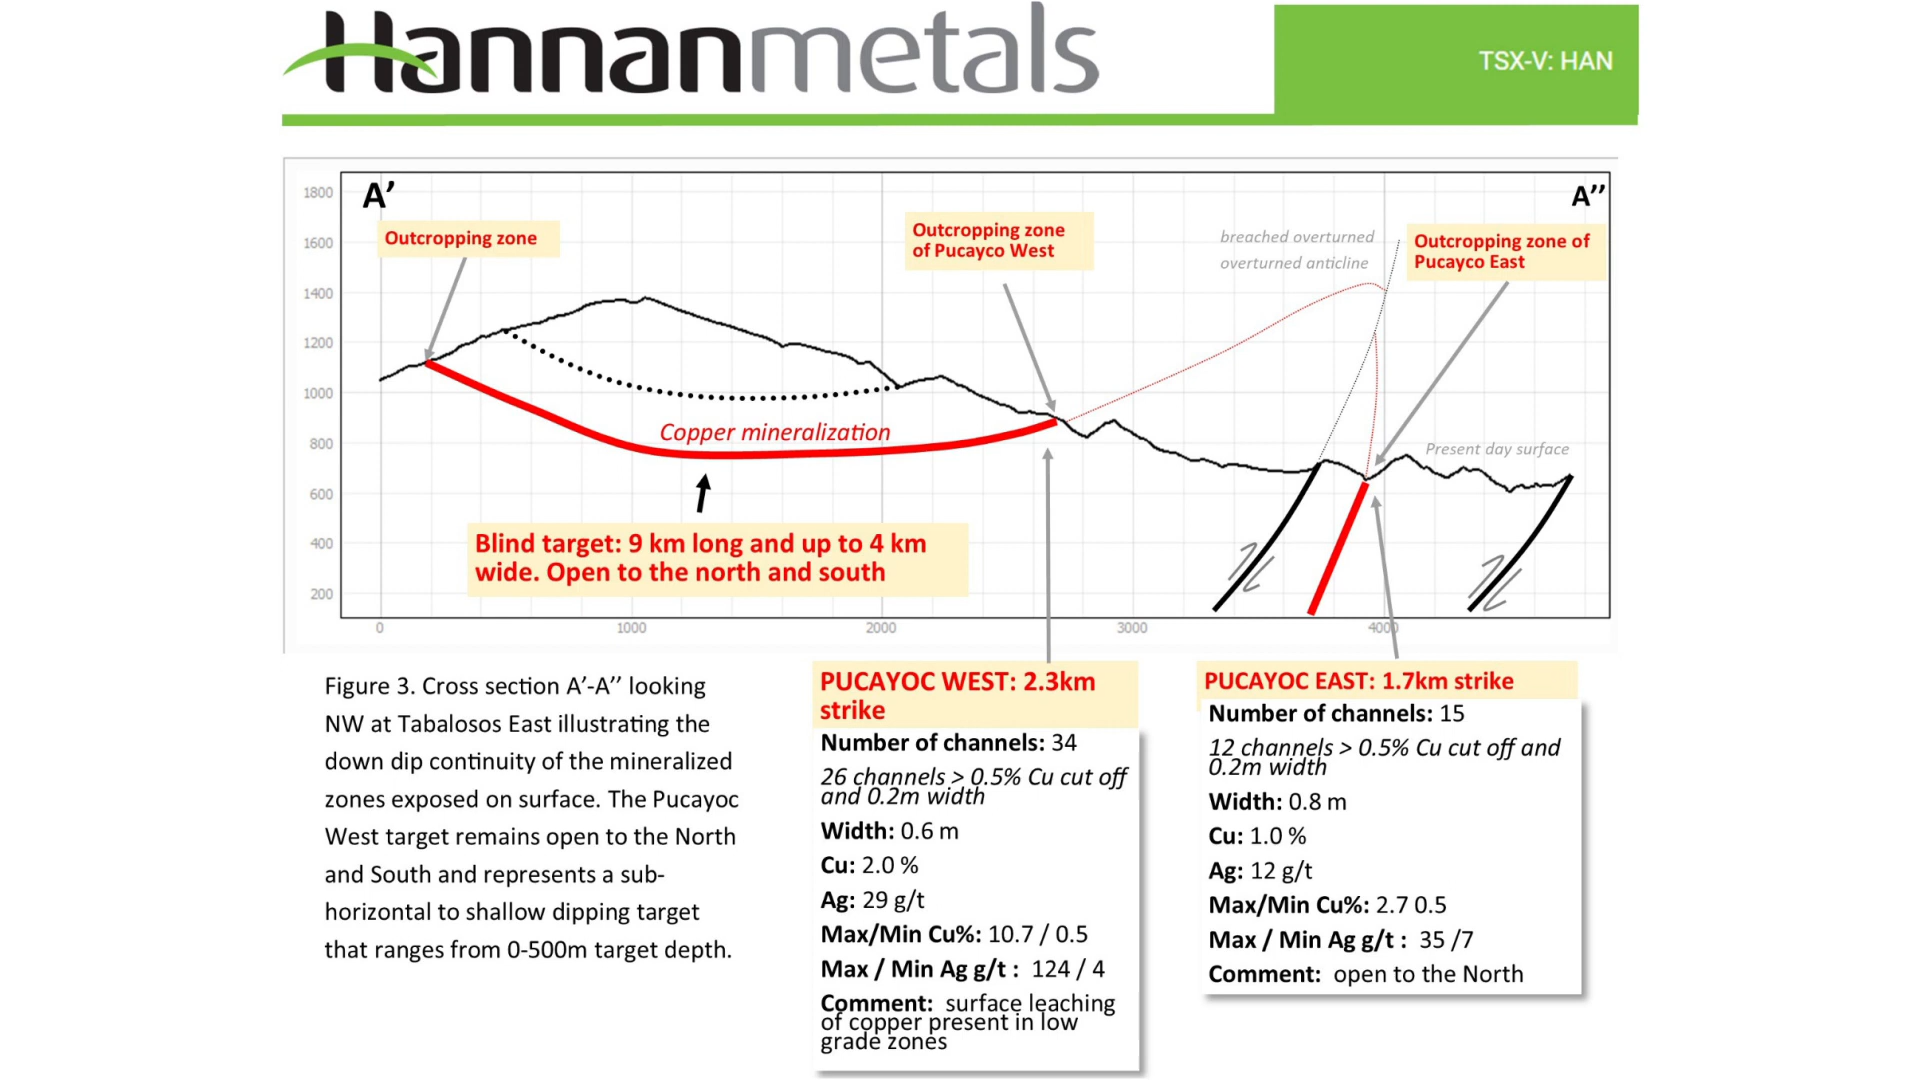 Hannanmetals
TSX-V: HAN
A’
A’’
1800
1600
1400
1200
1000
800
600
400
200
0
1000
2000
3000
4000
Outcropping zone
Outcropping zone
of Pucayco West
breached overturned
overturned anticline
Outcropping zone of
Pucayco East
Copper mineralization
Present day surface
Blind target: 9 km long and up to 4 km
wide. Open to the north and south
Figure 3. Cross section A’-A’’ looking
NW at Tabalosos East illustrating the
down dip continuity of the mineralized
zones exposed on surface. The Pucayoc
West target remains open to the North
and South and represents a sub-
horizontal to shallow dipping target
that ranges from 0-500m target depth.
PUCAYOC WEST: 2.3km
strike
Number of channels: 34
26 channels > 0.5% Cu cut off
and 0.2m width
Width: 0.6 m
Cu: 2.0 %
Ag: 29 g/t
Max/Min Cu%: 10.7 / 0.5
Max / Min Ag g/t :  124 / 4
Comment:  surface leaching
of copper present in low
grade zones
PUCAYOC EAST: 1.7km strike
Number of channels: 15
12 channels > 0.5% Cu cut off and
0.2m width
Width: 0.8 m
Cu: 1.0 %
Ag: 12 g/t
Max/Min Cu%: 2.7 0.5
Max / Min Ag g/t :  35 /7
Comment:  open to the North